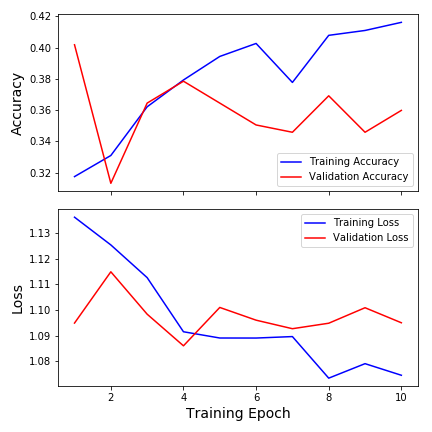 0.42
0.40
0.38
0.36
0.34
0.32
Accuracy
Training Accuracy
Validation Accuracy
1.13
1.12
1.11
1.10
1.09
1.08
Loss
Training Loss
Validation Loss
2 4 6 8 10
Training Epoch